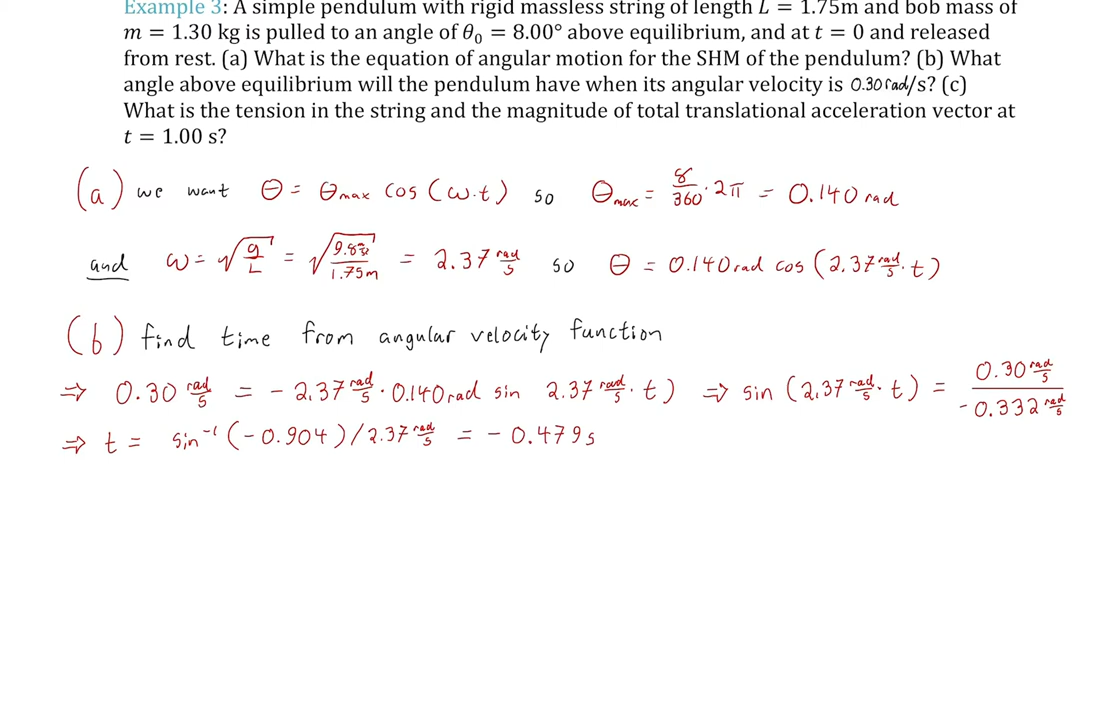 Example 3: A simple pendulum with rigid massless string of length L = 1.75m and bob mass of
m = 1.30 kg is pulled to an angle of θ₀ = 8.00° above equilibrium, and at t = 0 and released
from rest. (a) What is the equation of angular motion for the SHM of the pendulum? (b) What
angle above equilibrium will the pendulum have when its angular velocity is 0.30 rad/s? (c)
What is the tension in the string and the magnitude of total translational acceleration vector at
t = 1.00 s?
(a) we want θ = θmax cos(ω·t) so θmax = 8/360 · 2π = 0.140 rad
and ω = √(g/L) = √(9.8 m/s² / 1.75m) = 2.37 rad/s so θ = 0.140rad cos(2.37 rad/s · t)
(b) find time from angular velocity function
⇒ 0.30 rad/s = - 2.37 rad/s · 0.140rad sin 2.37 rad/s · t) ⇒ sin(2.37 rad/s · t) = 0.30 rad/s / -0.332 rad/s
⇒ t = sin⁻¹(-0.904)/2.37 rad/s = -0.479s